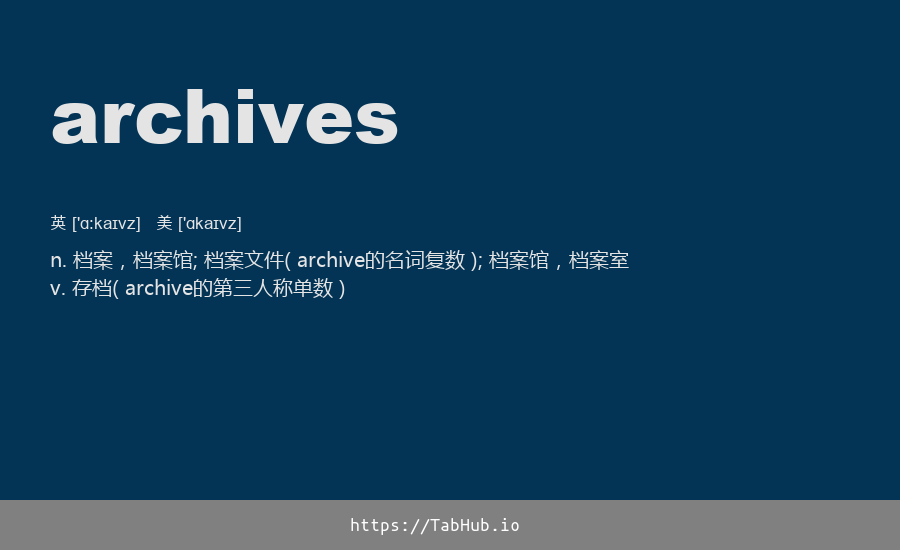 archives
英 ['ɑ:kaɪvz] 美 ['ɑkaɪvz]
n. 档案，档案馆; 档案文件( archive的名词复数 ); 档案馆，档案室
v. 存档( archive的第三人称单数 )
https://TabHub.io